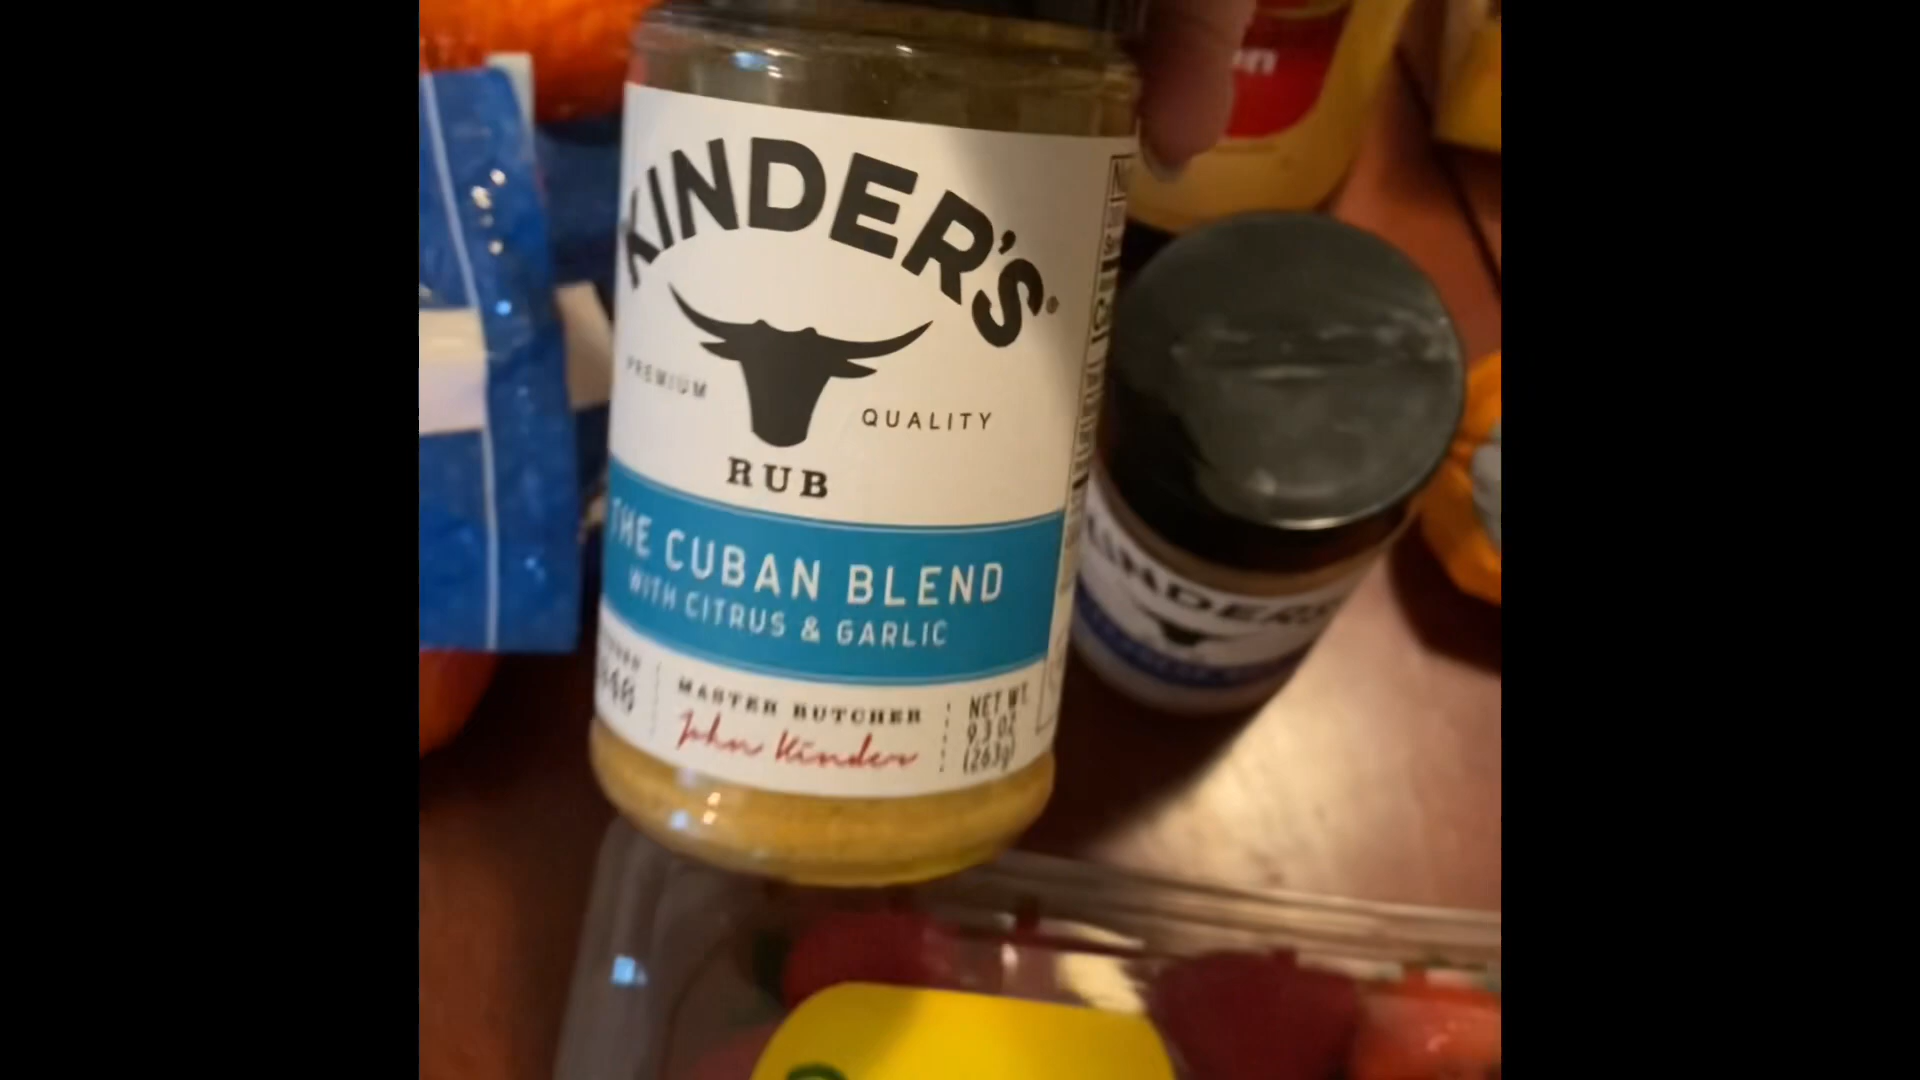 KINDER'S®
PREMIUM
QUALITY
RUB
THE CUBAN BLEND
WITH CITRUS & GARLIC
MASTER BUTCHER
John Kinder
NET WT.
9.3 OZ
(263g)
KINDER'S